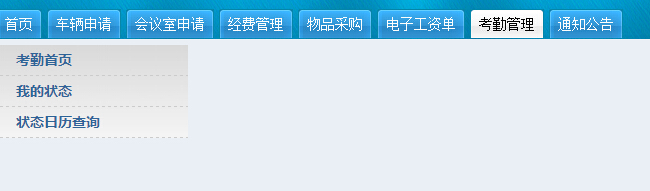 首页 车辆申请 会议室申请 经费管理 物品采购 电子工资单 考勤管理 通知公告
考勤首页
我的状态
状态日历查询